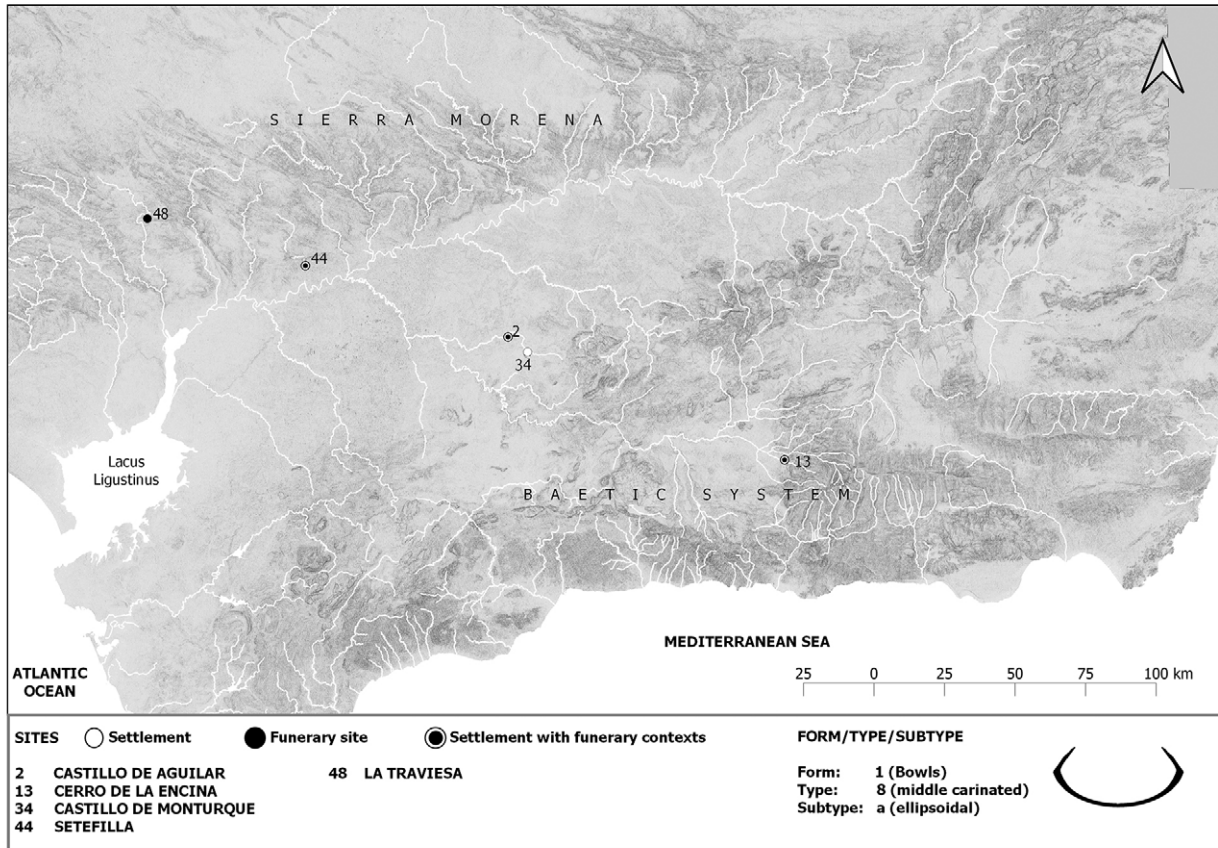 SIERRA MORENA
48
44
2
34
Lacus
Ligustinus
13
BAETIC SYSTEM
MEDITERRANEAN SEA
ATLANTIC
OCEAN
25 0 25 50 75 100 km
SITES Settlement Funerary site Settlement with funerary contexts
2 CASTILLO DE AGUILAR
13 CERRO DE LA ENCINA
34 CASTILLO DE MONTURQUE
44 SETEFILLA
48 LA TRAVIESA
FORM/TYPE/SUBTYPE
Form: 1 (Bowls)
Type: 8 (middle carinated)
Subtype: a (ellipsoidal)